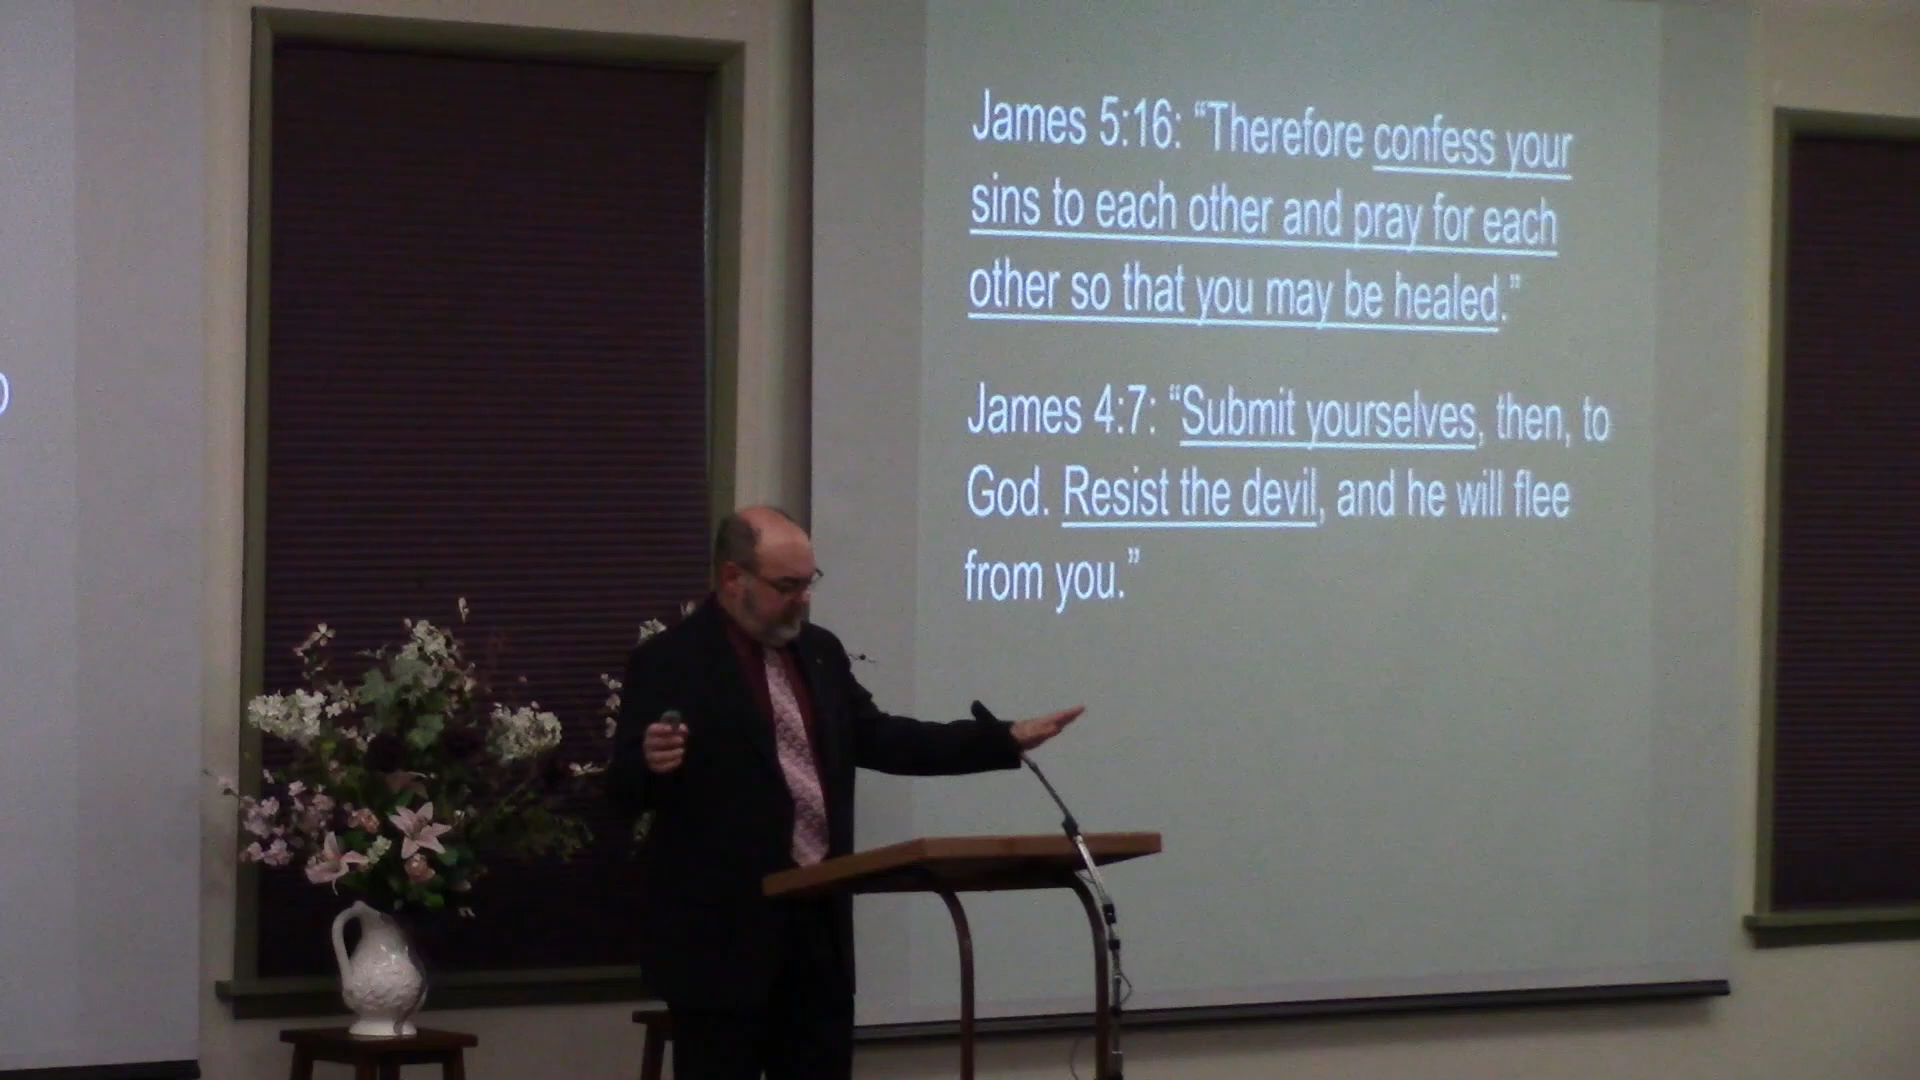 James 5:16: “Therefore confess your
sins to each other and pray for each
other so that you may be healed.”
James 4:7: “Submit yourselves, then, to
God. Resist the devil, and he will flee
from you.”